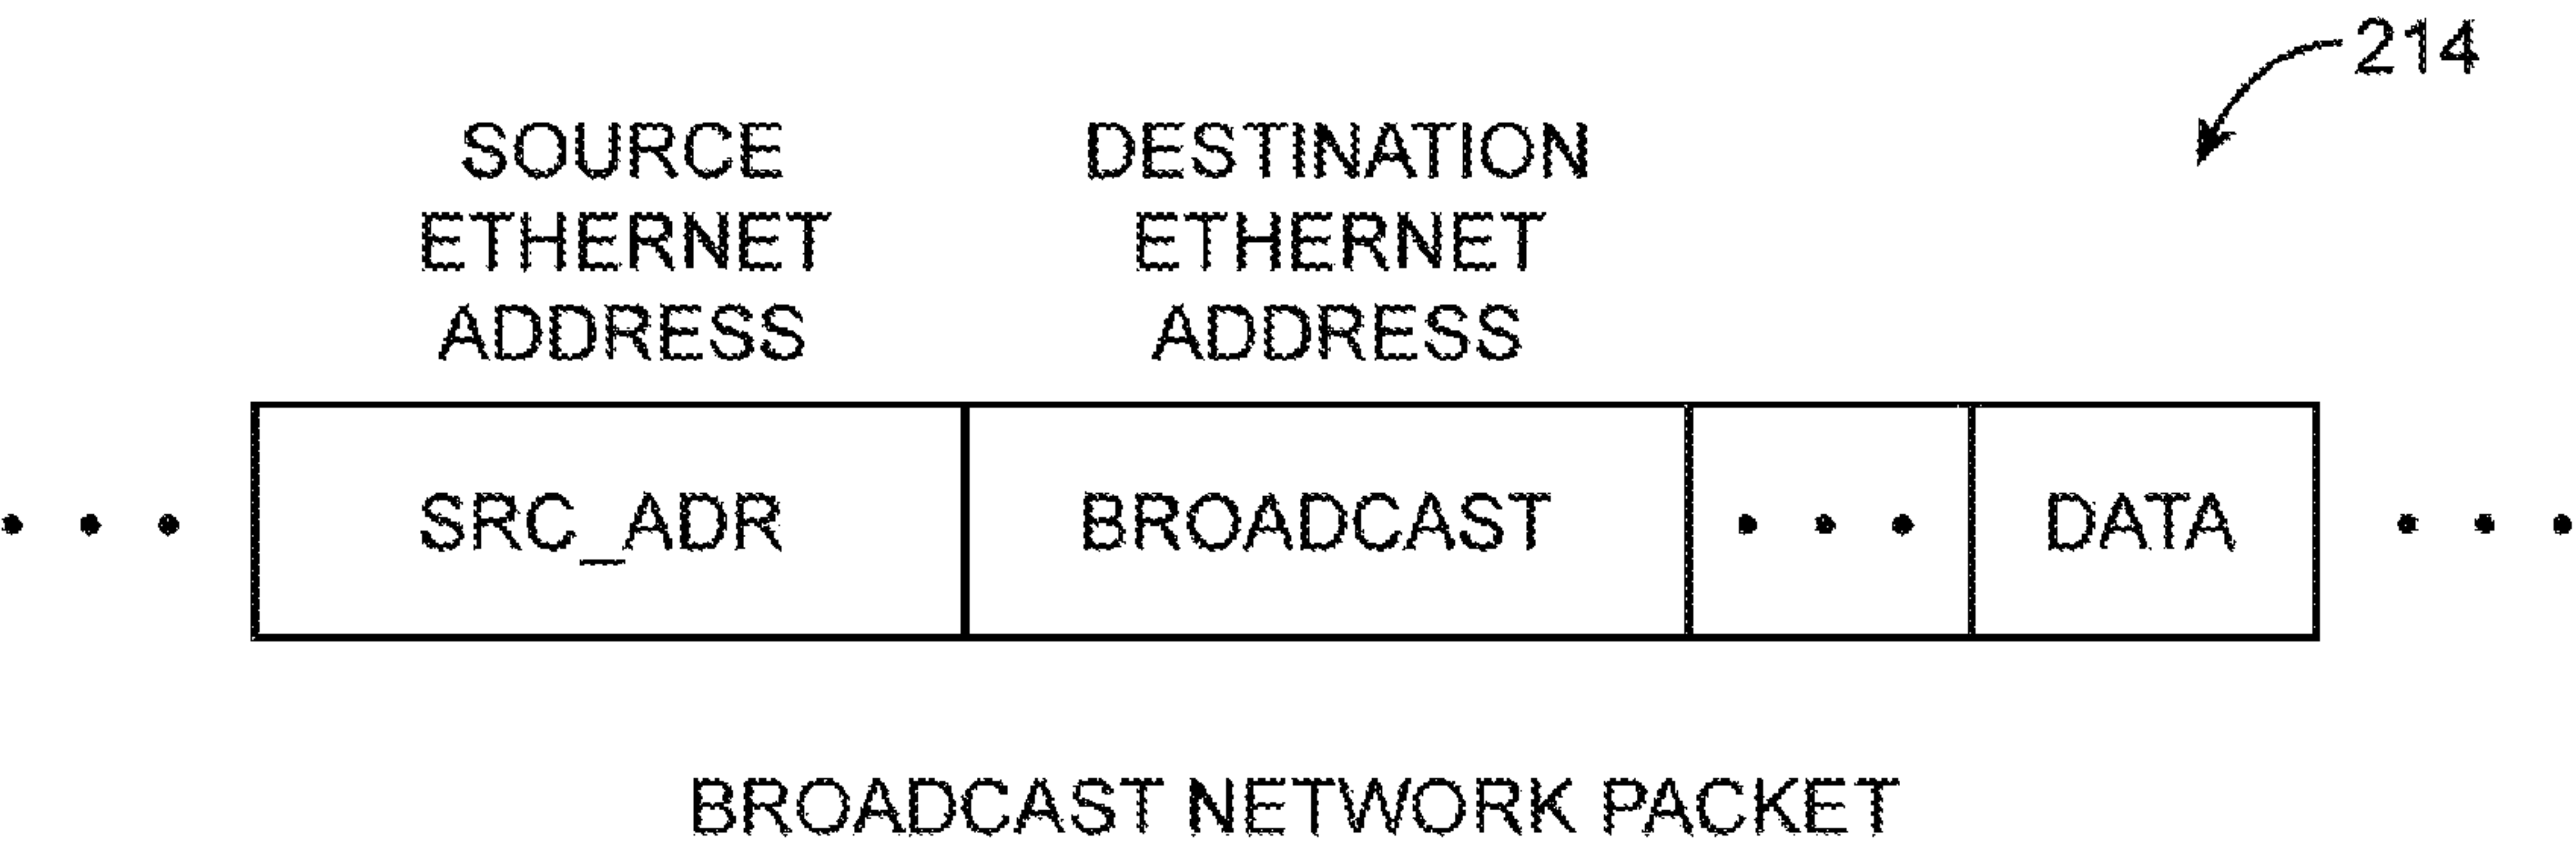 214
SOURCE DESTINATION
ETHERNET ETHERNET
ADDRESS ADDRESS
• • • SRC_ADR BROADCAST • • • DATA • • •
BROADCAST NETWORK PACKET